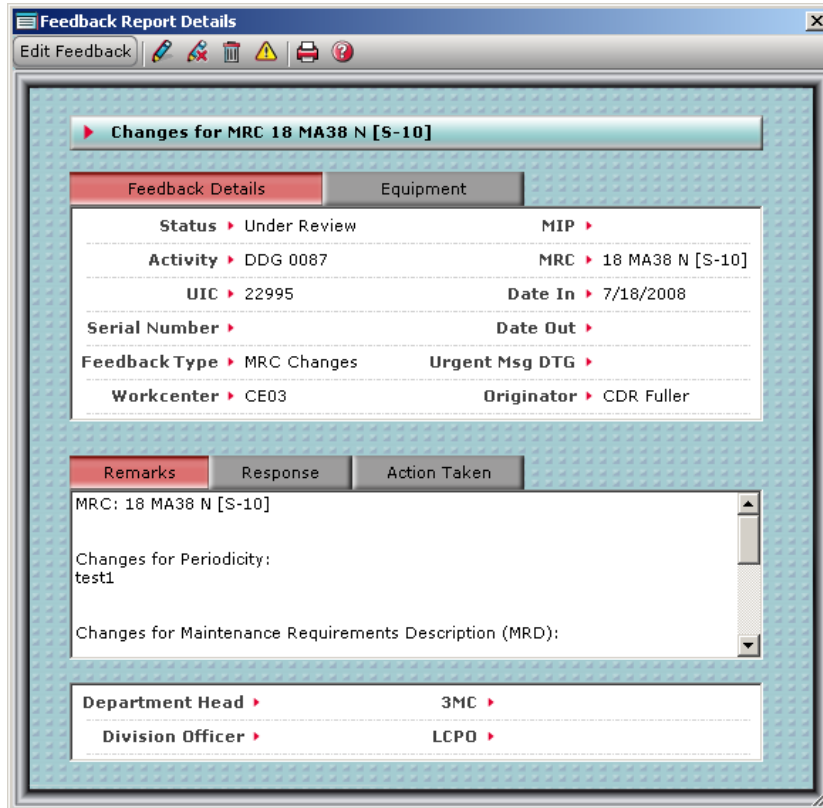 Feedback Report Details
Edit Feedback
Changes for MRC 18 MA38 N [S-10]
Feedback Details Equipment
Status Under Review MIP
Activity DDG 0087 MRC 18 MA38 N [S-10]
UIC 22995 Date In 7/18/2008
Serial Number Date Out
Feedback Type MRC Changes Urgent Msg DTG
Workcenter CE03 Originator CDR Fuller
Remarks Response Action Taken
MRC: 18 MA38 N [S-10]
Changes for Periodicity:
test1
Changes for Maintenance Requirements Description (MRD):
Department Head 3MC
Division Officer LCPO